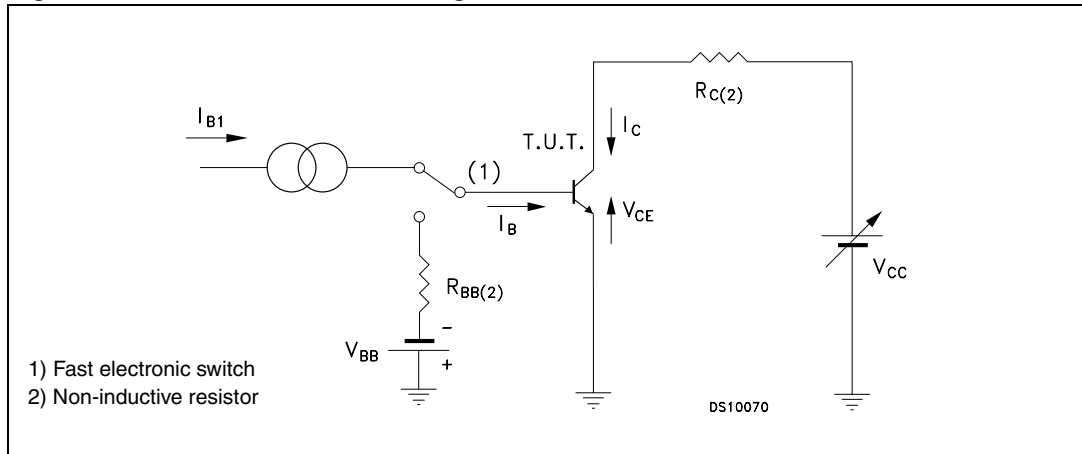 I_B1
T.U.T.
I_C
R_C(2)
(1)
I_B
V_CE
V_CC
R_BB(2)
V_BB
-
+
1) Fast electronic switch
2) Non-inductive resistor
DS10070